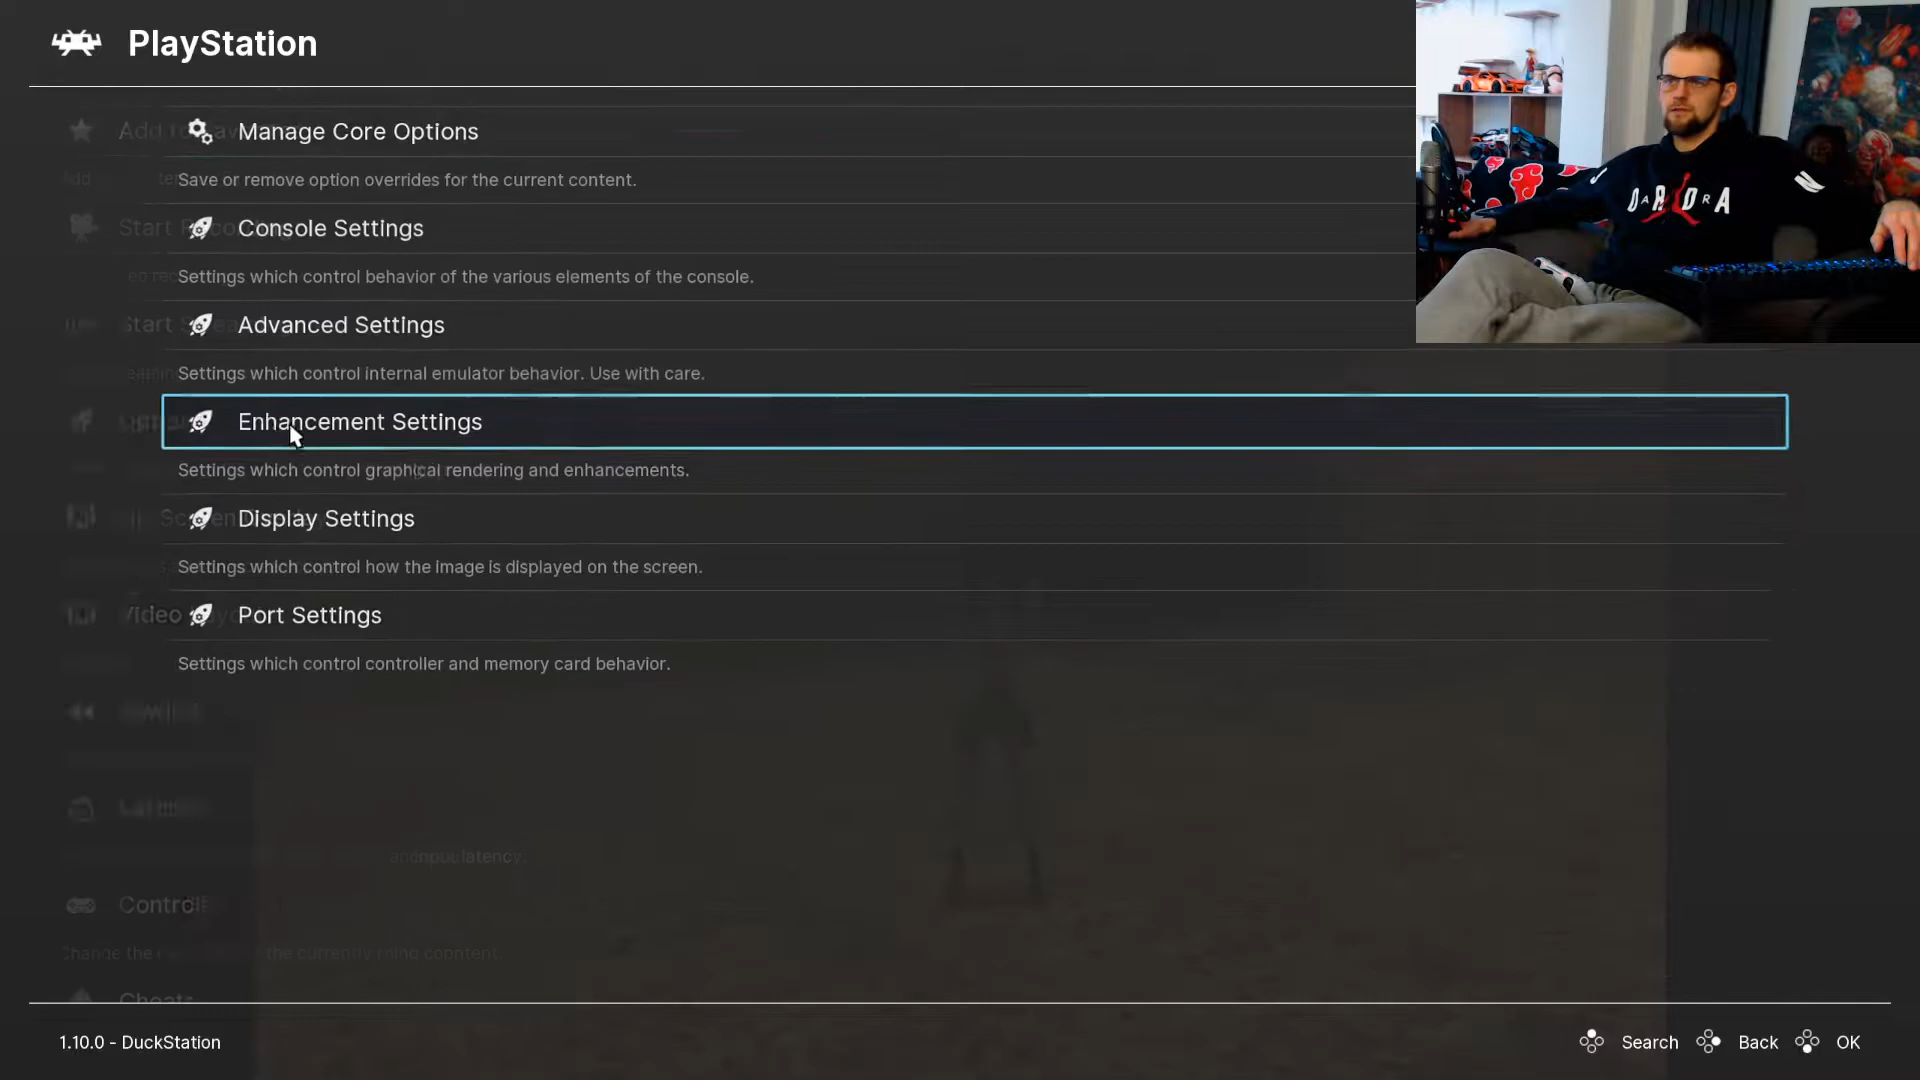 PlayStation
Manage Core Options
Save or remove option overrides for the current content.
Console Settings
Settings which control behavior of the various elements of the console.
Advanced Settings
Settings which control internal emulator behavior. Use with care.
Enhancement Settings
Settings which control graphical rendering and enhancements.
Display Settings
Settings which control how the image is displayed on the screen.
Video
Port Settings
Settings which control controller and memory card behavior.
latency.
Change the
1.10.0 - DuckStation
Search
Back
OK